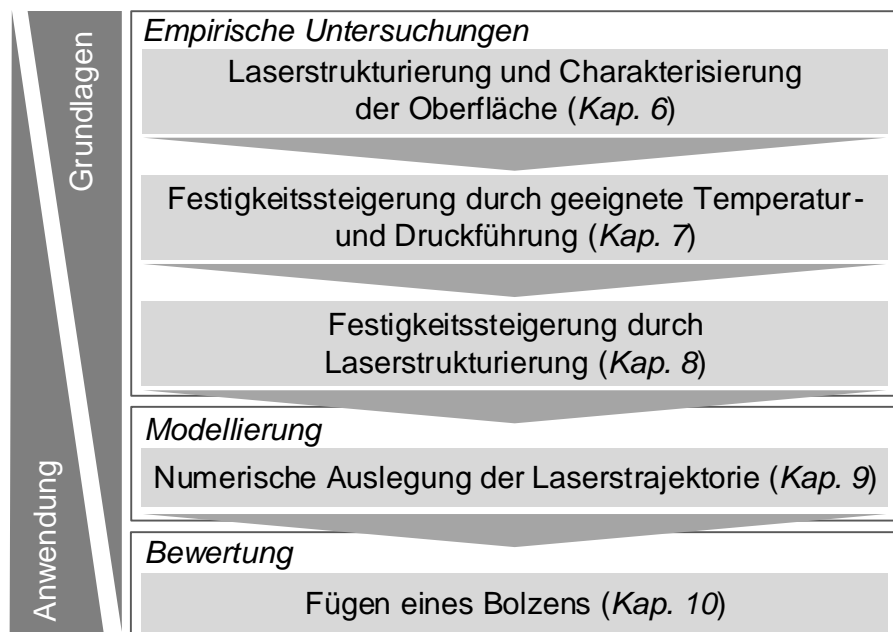 Grundlagen
Anwendung
Empirische Untersuchungen
Laserstrukturierung und Charakterisierung
der Oberfläche (Kap. 6)
Festigkeitssteigerung durch geeignete Temperatur-
und Druckführung (Kap. 7)
Festigkeitssteigerung durch
Laserstrukturierung (Kap. 8)
Modellierung
Numerische Auslegung der Laserstrajektorie (Kap. 9)
Bewertung
Fügen eines Bolzens (Kap. 10)